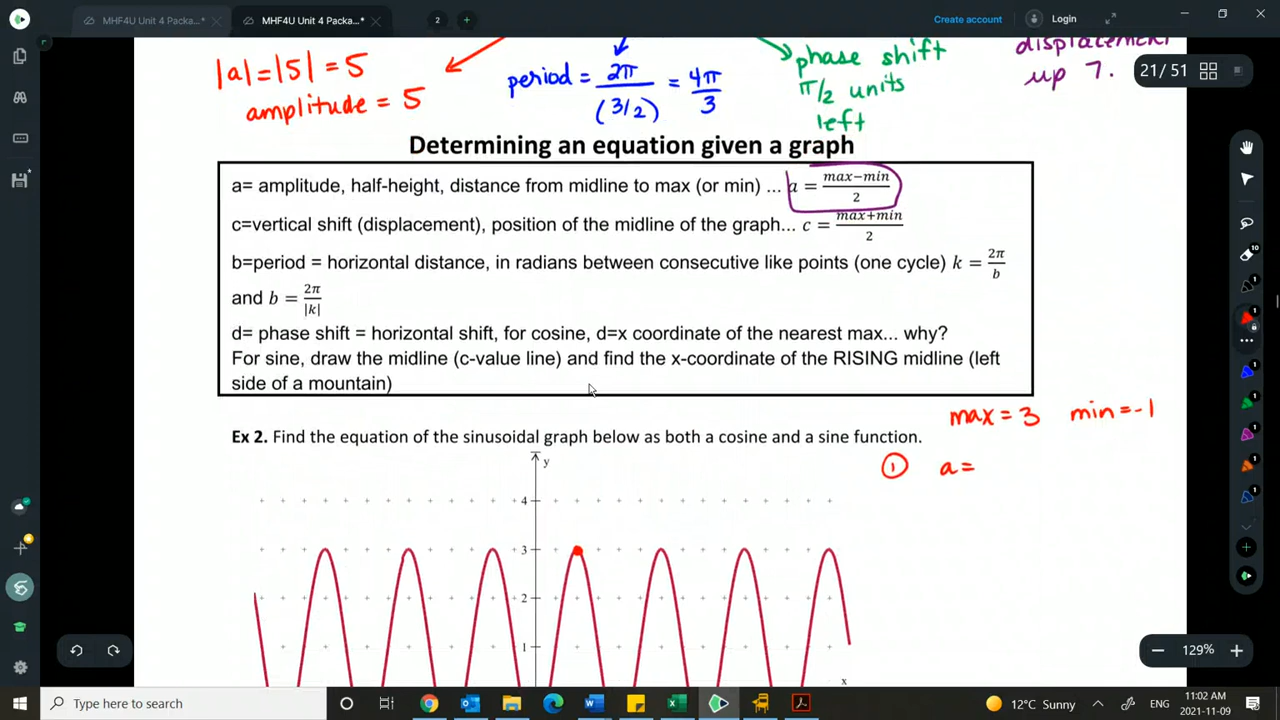 MHF4U Unit 4 Packa...*
MHF4U Unit 4 Packa...*
2
Create account
Login
21/51
|a|=|5| = 5
amplitude = 5
period = 2π/(3/2) = 4π/3
phase shift
π/2 units
left
displacement
up 7.
Determining an equation given a graph
a= amplitude, half-height, distance from midline to max (or min) ... a = max−min/2
c=vertical shift (displacement), position of the midline of the graph... c = max+min/2
b=period = horizontal distance, in radians between consecutive like points (one cycle) k = 2π/b
and b = 2π/|k|
d= phase shift = horizontal shift, for cosine, d=x coordinate of the nearest max... why?
For sine, draw the midline (c-value line) and find the x-coordinate of the RISING midline (left
side of a mountain)
max = 3 min = -1
Ex 2. Find the equation of the sinusoidal graph below as both a cosine and a sine function.
① a=
y
4
3
2
1
x
129%
Type here to search
12°C Sunny
ENG
11:02 AM
2021-11-09